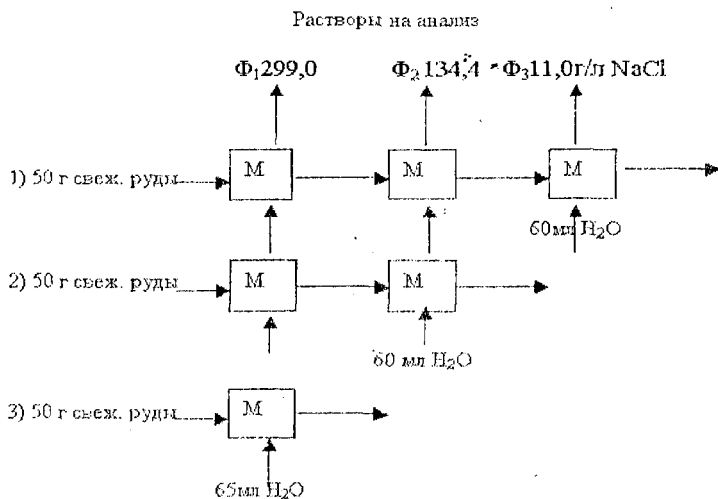 Растворы на анализ
Ф₁299,0 Ф₂134,4 Ф₃11,0г/л NaCl
1) 50 г свеж. руды М М М
60мл H₂O
2) 50 г свеж. руды М М
60 мл H₂O
3) 50 г свеж. руды М
65мл H₂O